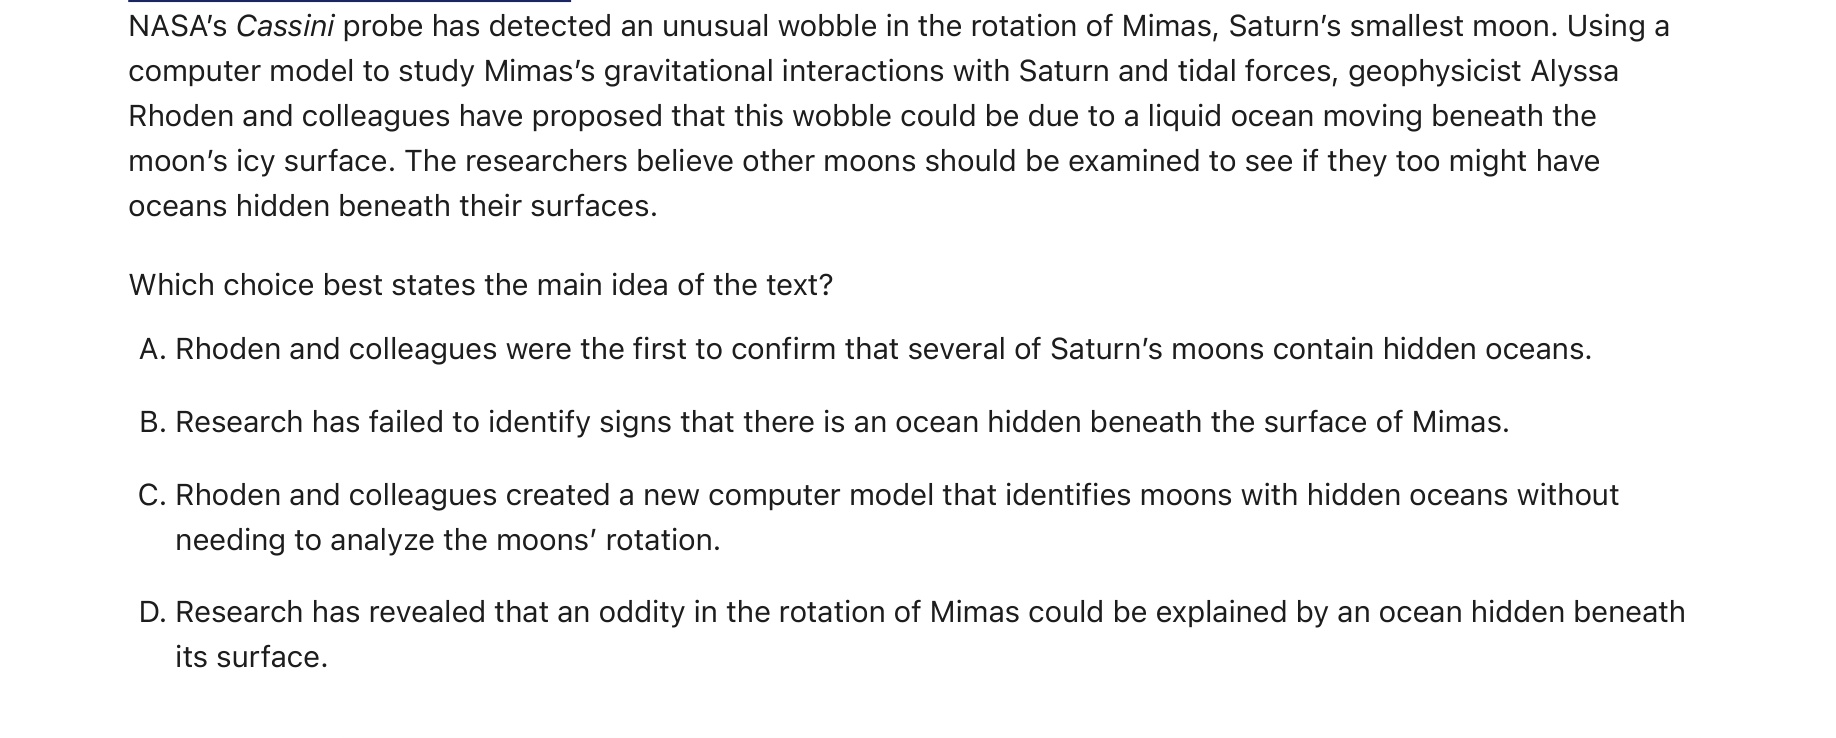 NASA’s Cassini probe has detected an unusual wobble in the rotation of Mimas, Saturn’s smallest moon. Using a
computer model to study Mimas’s gravitational interactions with Saturn and tidal forces, geophysicist Alyssa
Rhoden and colleagues have proposed that this wobble could be due to a liquid ocean moving beneath the
moon’s icy surface. The researchers believe other moons should be examined to see if they too might have
oceans hidden beneath their surfaces.
Which choice best states the main idea of the text?
A. Rhoden and colleagues were the first to confirm that several of Saturn’s moons contain hidden oceans.
B. Research has failed to identify signs that there is an ocean hidden beneath the surface of Mimas.
C. Rhoden and colleagues created a new computer model that identifies moons with hidden oceans without
needing to analyze the moons’ rotation.
D. Research has revealed that an oddity in the rotation of Mimas could be explained by an ocean hidden beneath
its surface.